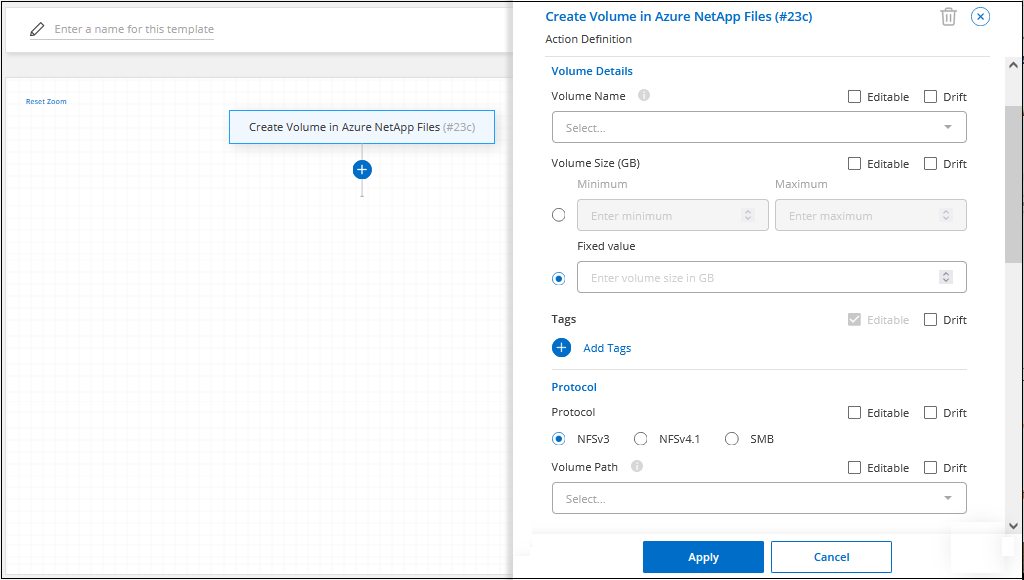 Enter a name for this template
Reset Zoom
Create Volume in Azure NetApp Files (#23c)
Create Volume in Azure NetApp Files (#23c)
Action Definition
Volume Details
Volume Name Editable Drift
Select...
Volume Size (GB) Editable Drift
Minimum Maximum
Enter minimum Enter maximum
Fixed value
Enter volume size in GB
Tags Editable Drift
Add Tags
Protocol
Protocol Editable Drift
NFSv3 NFSv4.1 SMB
Volume Path Editable Drift
Select...
Apply Cancel